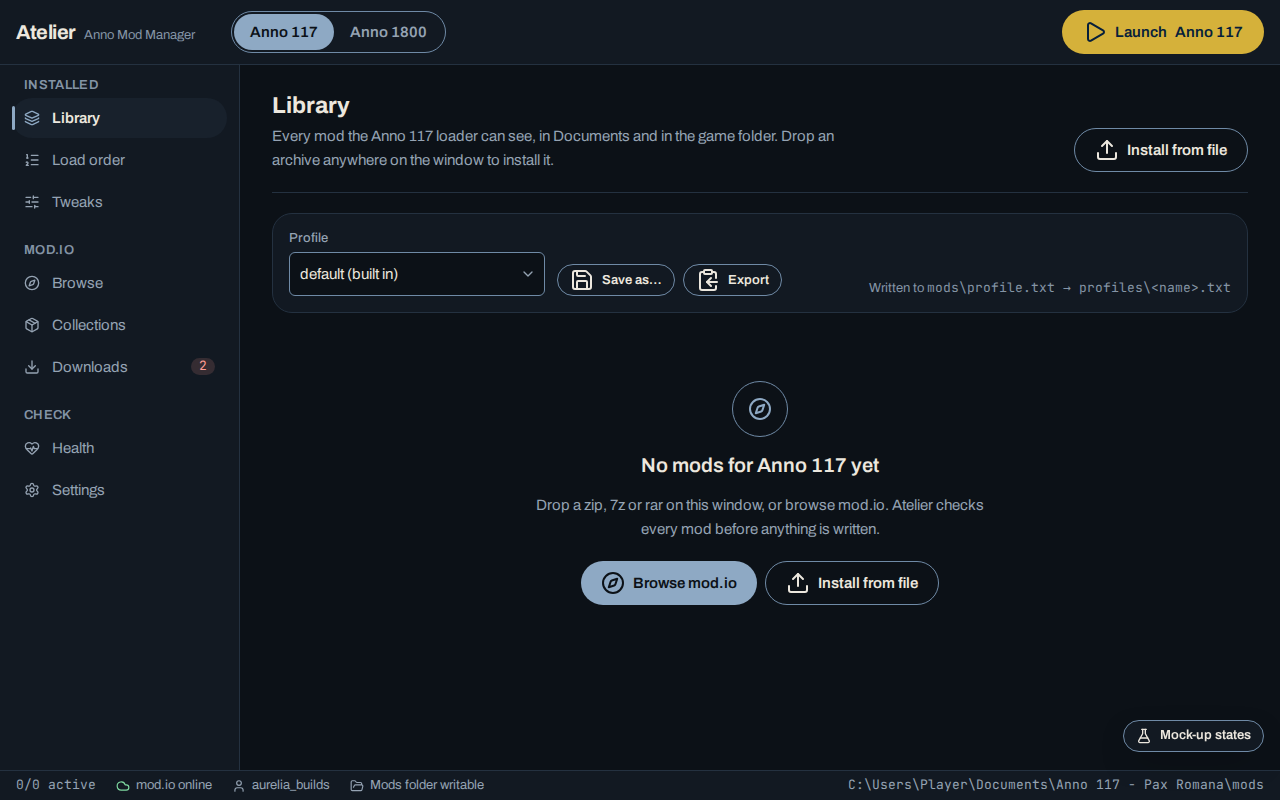 Atelier Anno Mod Manager
Anno 117
Anno 1800
Launch Anno 117
INSTALLED
Library
Load order
Tweaks
MOD.IO
Browse
Collections
Downloads
2
CHECK
Health
Settings
Library
Every mod the Anno 117 loader can see, in Documents and in the game folder. Drop an
archive anywhere on the window to install it.
Install from file
Profile
default (built in)
Save as...
Export
Written to mods\profile.txt → profiles\<name>.txt
No mods for Anno 117 yet
Drop a zip, 7z or rar on this window, or browse mod.io. Atelier checks
every mod before anything is written.
Browse mod.io
Install from file
Mock-up states
0/0 active
mod.io online
aurelia_builds
Mods folder writable
C:\Users\Player\Documents\Anno 117 - Pax Romana\mods